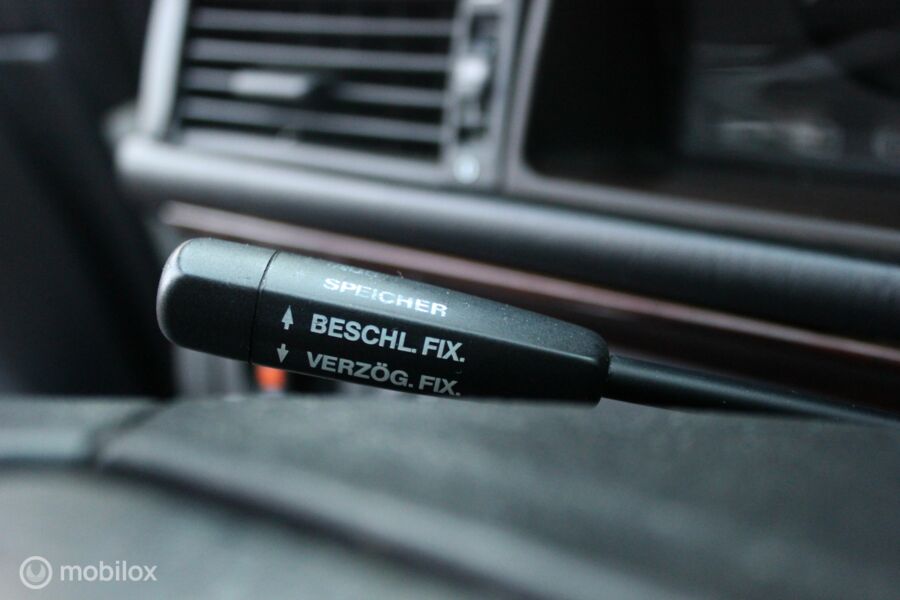 SPEICHER
BESCHL. FIX.
VERZÖG. FIX.
mobilox